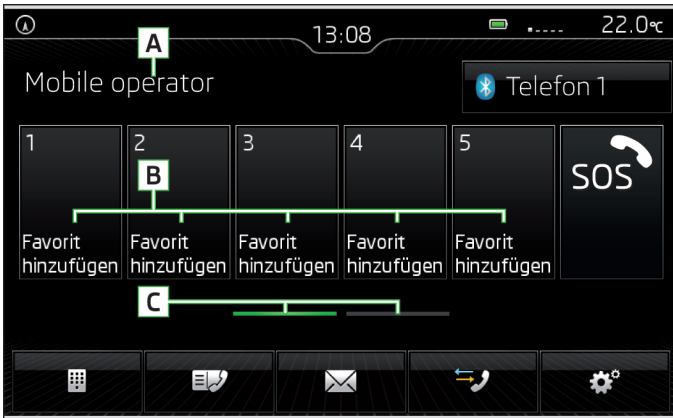 13:08
22.0°C
A
Mobile operator
Telefon 1
1
2
3
4
5
SOS
B
Favorit hinzufügen
Favorit hinzufügen
Favorit hinzufügen
Favorit hinzufügen
Favorit hinzufügen
C